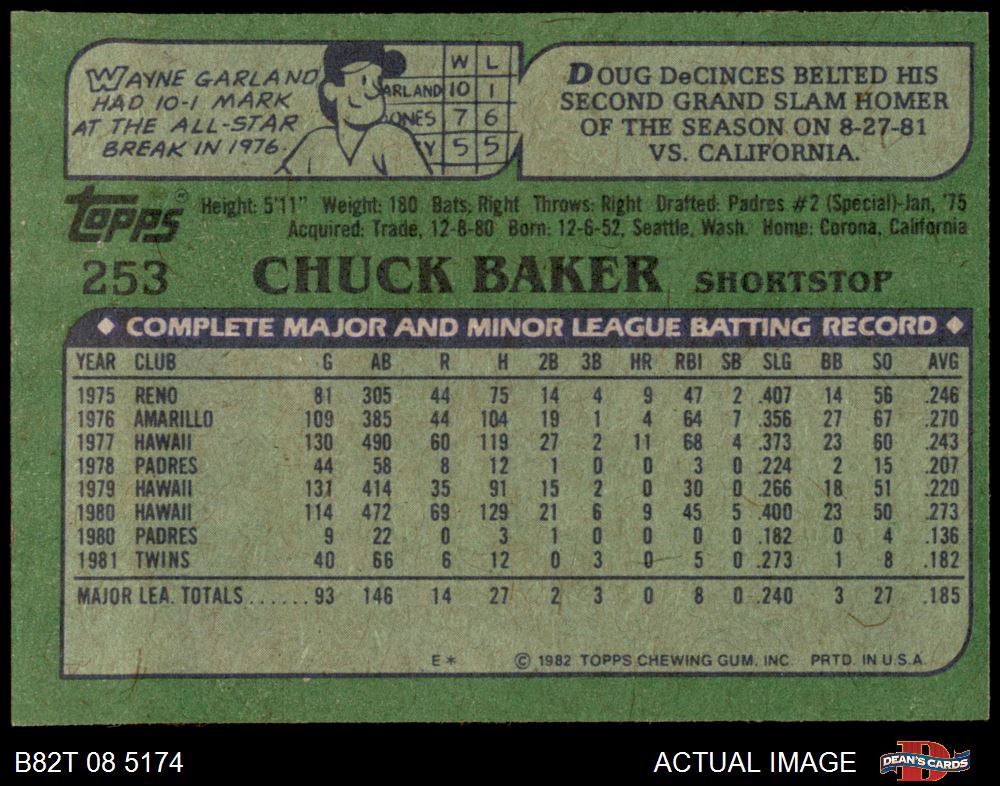 WAYNE GARLAND
HAD 10-1 MARK
AT THE ALL-STAR
BREAK IN 1976.
W L
ARLAND 10 1
ONES 7 6
Y 5 5
DOUG DeCINCES BELTED HIS
SECOND GRAND SLAM HOMER
OF THE SEASON ON 8-27-81
VS. CALIFORNIA.
topps®
Height: 5'11" Weight: 180 Bats: Right Throws: Right Drafted: Padres #2 (Special)-Jan, '75
Acquired: Trade, 12-8-80 Born: 12-6-52, Seattle, Wash. Home: Corona, California
253 CHUCK BAKER SHORTSTOP
COMPLETE MAJOR AND MINOR LEAGUE BATTING RECORD
YEAR CLUB G AB R H 2B 3B HR RBI SB SLG BB SO AVG
1975 RENO 81 305 44 75 14 4 9 47 2 .407 14 56 .246
1976 AMARILLO 109 385 44 104 19 1 4 64 7 .356 27 67 .270
1977 HAWAII 130 490 60 119 27 2 11 68 4 .373 23 60 .243
1978 PADRES 44 58 8 12 1 0 0 3 0 .224 2 15 .207
1979 HAWAII 131 414 35 91 15 2 0 30 0 .266 18 51 .220
1980 HAWAII 114 472 69 129 21 6 9 45 5 .400 23 50 .273
1980 PADRES 9 22 0 3 1 0 0 0 0 .182 0 4 .136
1981 TWINS 40 66 6 12 0 3 0 5 0 .273 1 8 .182
MAJOR LEA. TOTALS......93 146 14 27 2 3 0 8 0 .240 3 27 .185
E* © 1982 TOPPS CHEWING GUM, INC. PRTD. IN U.S.A.
B82T 08 5174 ACTUAL IMAGE DEAN'S CARDS